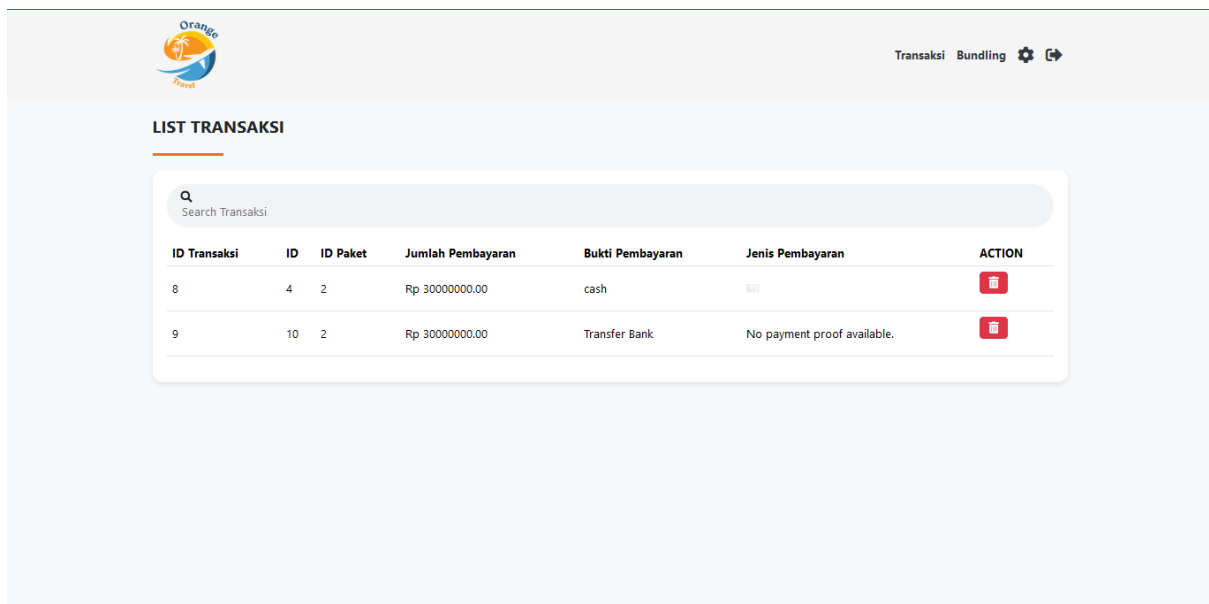 Orange
Travel
Transaksi Bundling
LIST TRANSAKSI
Search Transaksi
ID Transaksi ID ID Paket Jumlah Pembayaran Bukti Pembayaran Jenis Pembayaran ACTION
8 4 2 Rp 30000000.00 cash
9 10 2 Rp 30000000.00 Transfer Bank No payment proof available.